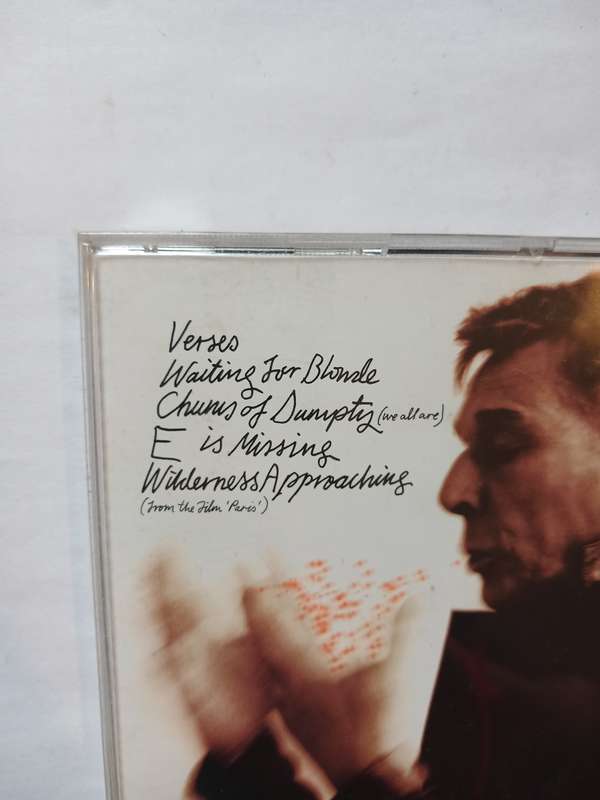 Verses
Waiting For Blonde
Chums of Dumpty (we all are)
E is Missing
Wilderness Approaching
(from the Film 'Paris')